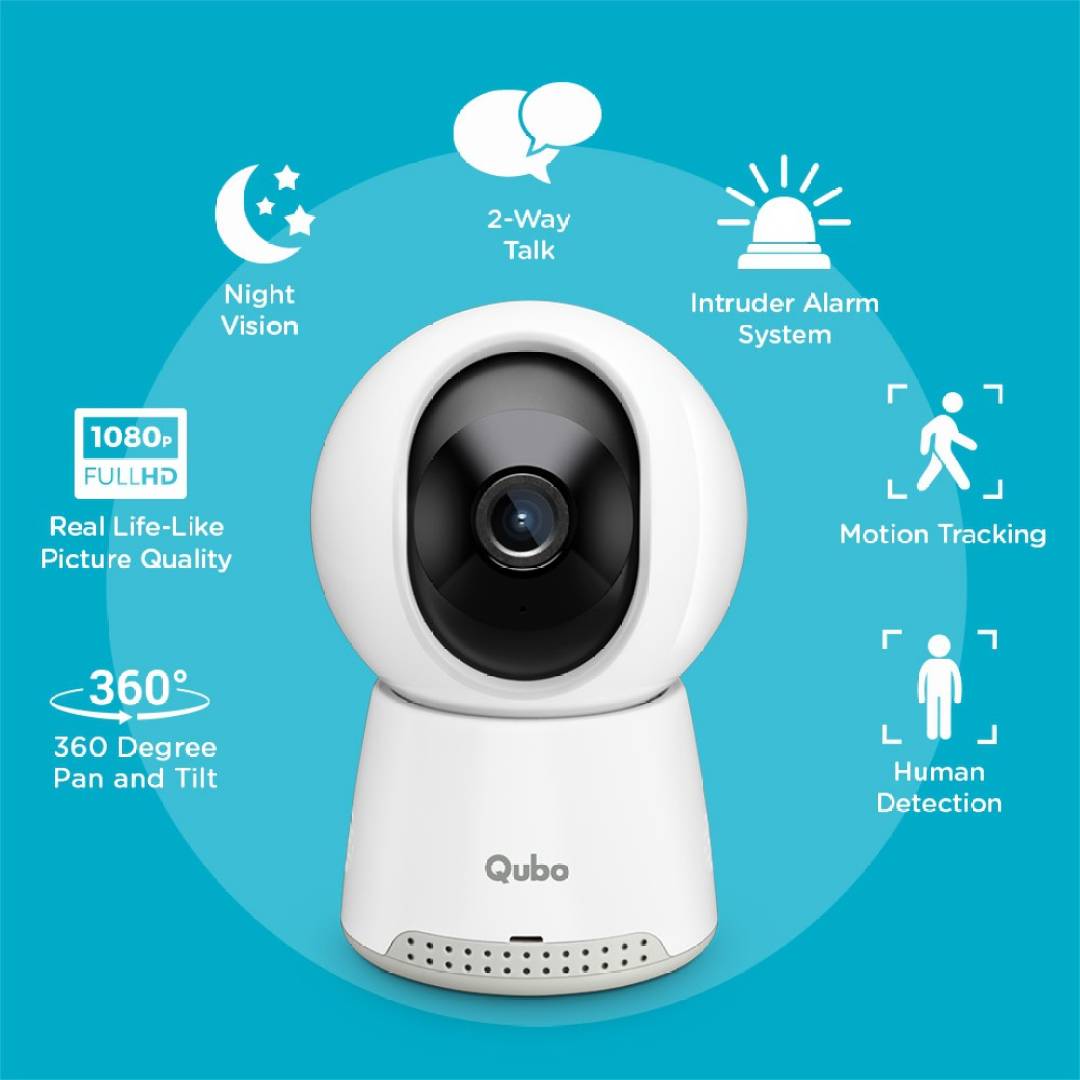 2-Way
Talk
Night
Vision
Intruder Alarm
System
1080P
FULLHD
Real Life-Like
Picture Quality
Motion Tracking
360°
360 Degree
Pan and Tilt
Human
Detection
Qubo